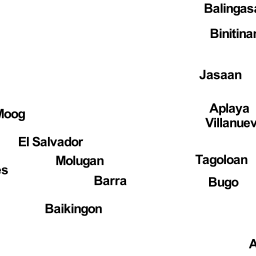 Balingasa
Binitinan
Jasaan
Moog
Aplaya
Villanuev
El Salvador
Molugan
Tagoloan
es
Barra
Bugo
Baikingon
A